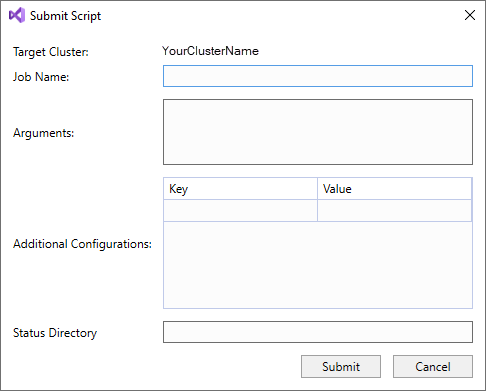 Submit Script
Target Cluster: YourClusterName
Job Name:
Arguments:
Key Value
Additional Configurations:
Status Directory
Submit Cancel